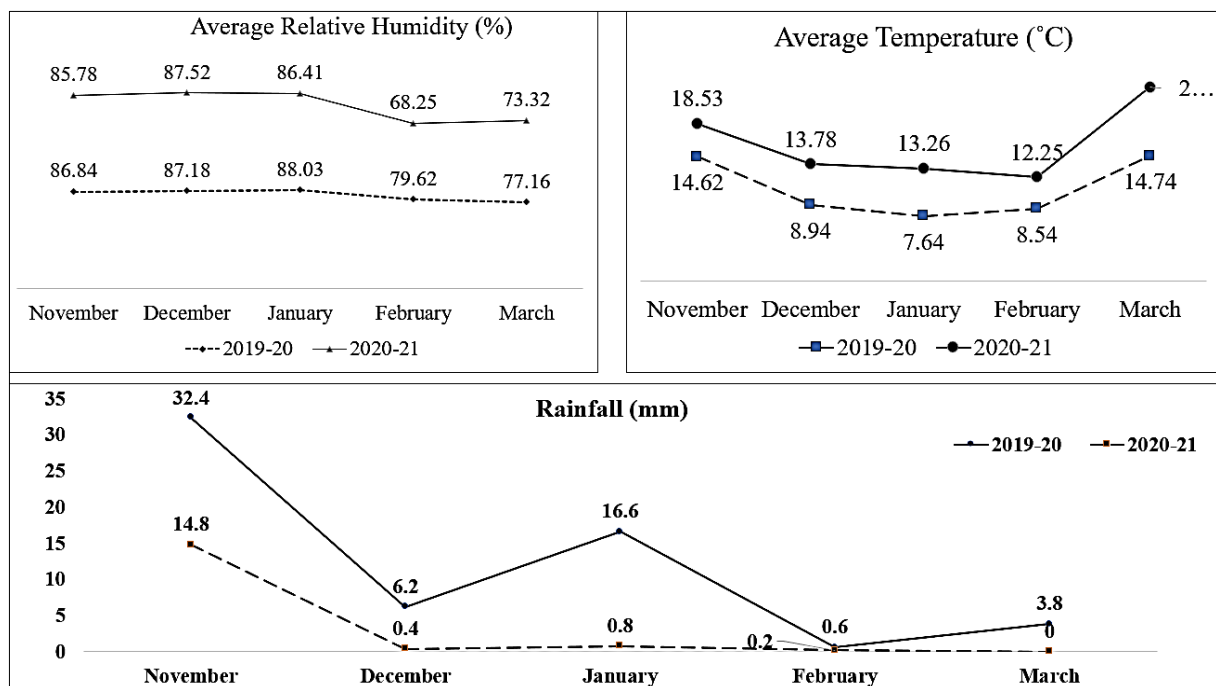 Average Relative Humidity (%)
85.78 87.52 86.41 68.25 73.32
86.84 87.18 88.03 79.62 77.16
November December January February March
2019-20 2020-21
Average Temperature (˚C)
18.53 13.78 13.26 12.25 2…
14.62 8.94 7.64 8.54 14.74
November December January February March
2019-20 2020-21
Rainfall (mm)
2019-20 2020-21
35
30
25
20
15
10
5
0
32.4 6.2 16.6 0.6 3.8
14.8 0.4 0.8 0.2 0
November December January February March